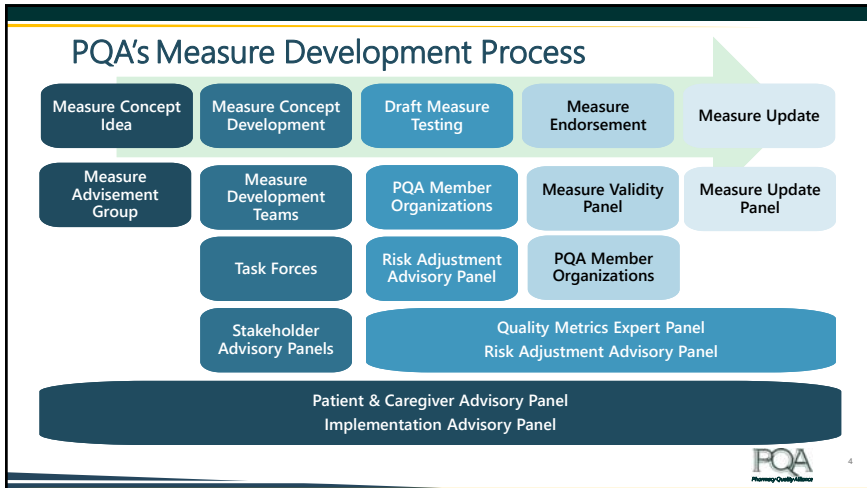 PQA's Measure Development Process
Measure Concept
Idea
Measure Concept
Development
Draft Measure
Testing
Measure
Endorsement
Measure Update
Measure
Advisement
Group
Measure
Development
Teams
PQA Member
Organizations
Measure Validity
Panel
Measure Update
Panel
Task Forces
Risk Adjustment
Advisory Panel
PQA Member
Organizations
Stakeholder
Advisory Panels
Quality Metrics Expert Panel
Risk Adjustment Advisory Panel
Patient & Caregiver Advisory Panel
Implementation Advisory Panel
PQA
Pharmacy Quality Alliance
4